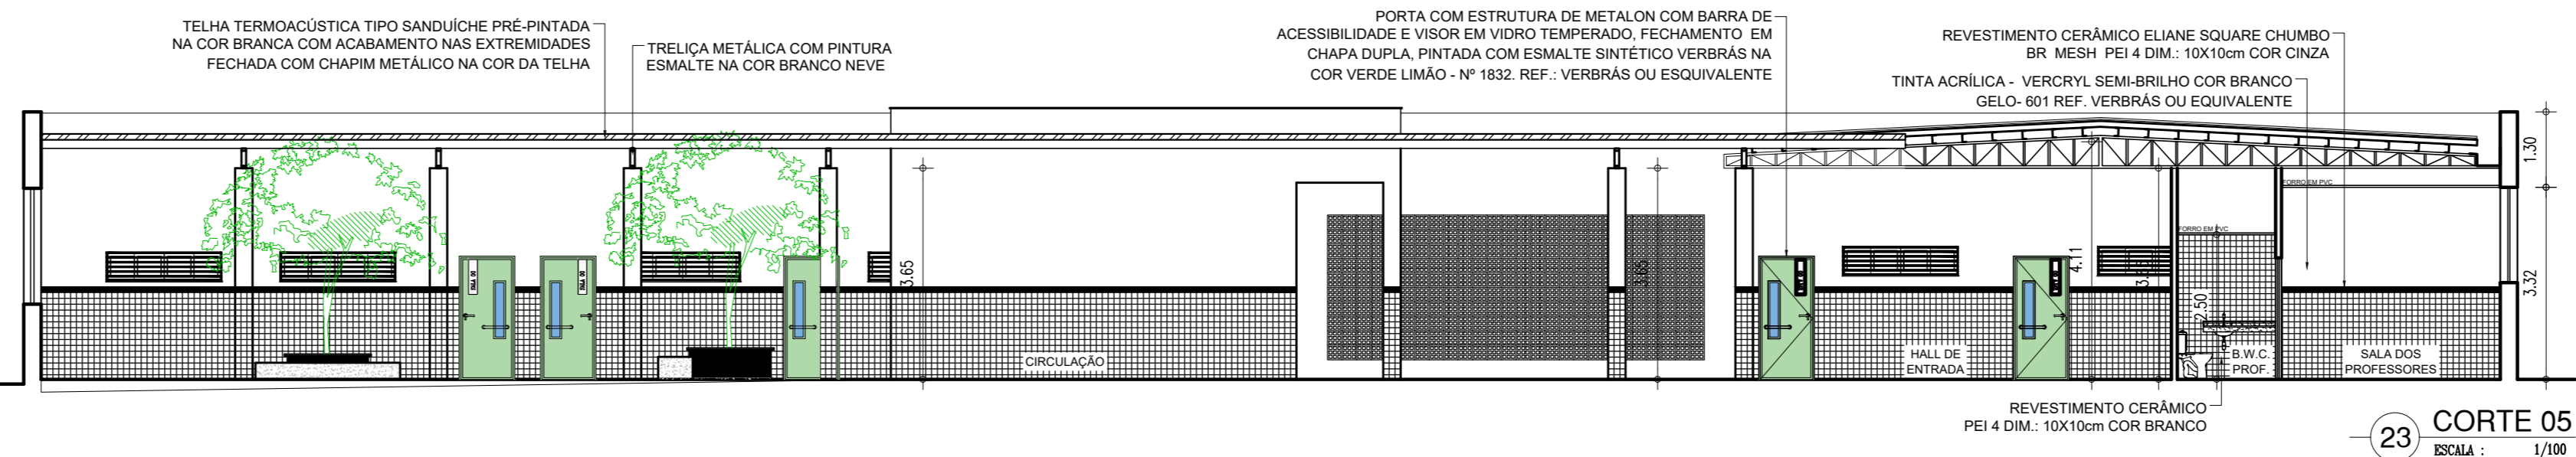 TELHA TERMOACÚSTICA TIPO SANDUÍCHE PRÉ-PINTADA
NA COR BRANCA COM ACABAMENTO NAS EXTREMIDADES
FECHADA COM CHAPIM METÁLICO NA COR DA TELHA
TRELIÇA METÁLICA COM PINTURA
ESMALTE NA COR BRANCO NEVE
PORTA COM ESTRUTURA DE METALON COM BARRA DE
ACESSIBILIDADE E VISOR EM VIDRO TEMPERADO, FECHAMENTO EM
CHAPA DUPLA, PINTADA COM ESMALTE SINTÉTICO VERBRÁS NA
COR VERDE LIMÃO - Nº 1832. REF.: VERBRÁS OU ESQUIVALENTE
REVESTIMENTO CERÂMICO ELIANE SQUARE CHUMBO
BR MESH PEI 4 DIM.: 10X10cm COR CINZA
TINTA ACRÍLICA - VERCRYL SEMI-BRILHO COR BRANCO
GELO- 601 REF. VERBRÁS OU EQUIVALENTE
1.30
FORRO EM PVC
FORRO EM PVC
3.65
3.65
4.11
2.50
3.32
CIRCULAÇÃO
HALL DE
ENTRADA
B.W.C.
PROF.
SALA DOS
PROFESSORES
REVESTIMENTO CERÂMICO
PEI 4 DIM.: 10X10cm COR BRANCO
23
CORTE 05
ESCALA : 1/100